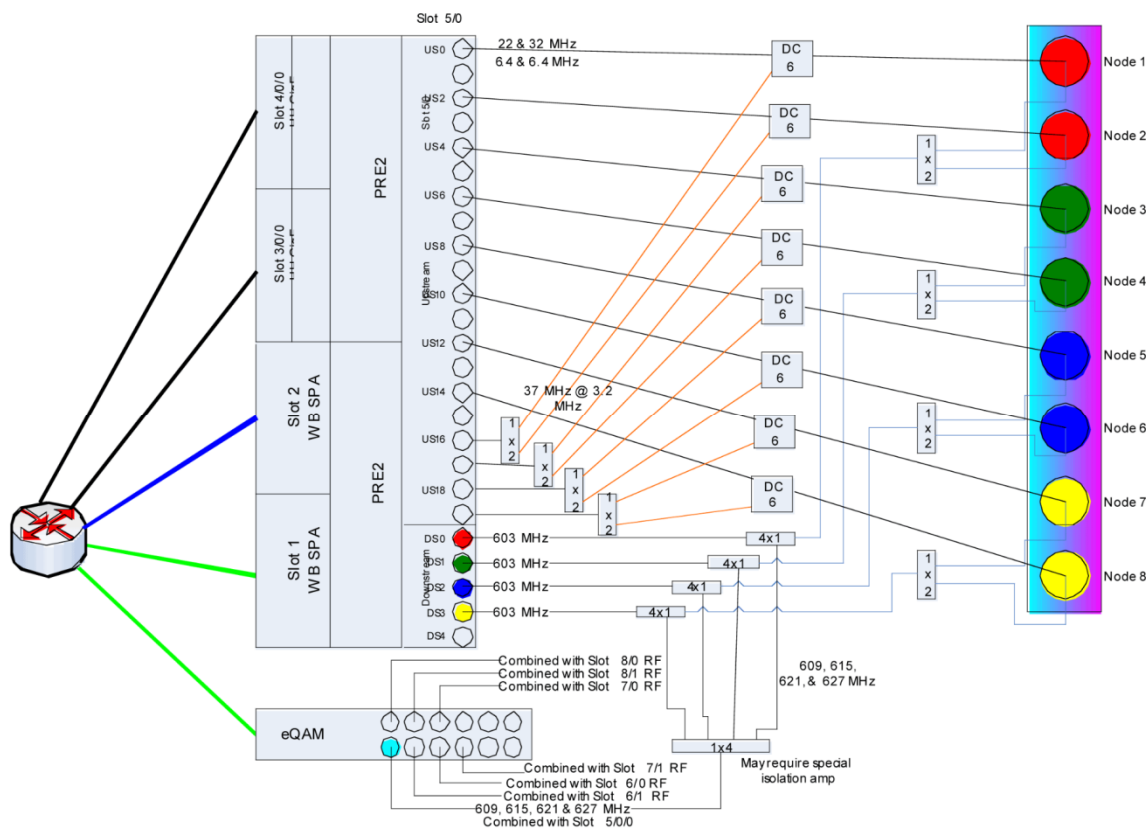 Slot 5/0
Slot 4/0/0
Slot 3/0/0
Slot 2
WB SPA
Slot 1
WB SPA
PRE2
PRE2
US0
US2
US4
US6
US8
US12
US14
US16
US18
Downstream
DS0
DS1
DS2
DS3
DS4
22 & 32 MHz
6.4 & 6.4 MHz
DC
6
DC
6
DC
6
DC
6
DC
6
DC
6
DC
6
DC
6
37 MHz @ 3.2
MHz
1
x
2
1
x
2
1
x
2
1
x
2
1
x
2
1
x
2
1
x
2
1
x
2
Node 1
Node 2
Node 3
Node 4
Node 5
Node 6
Node 7
Node 8
603 MHz
603 MHz
603 MHz
603 MHz
4x1
4x1
4x1
4x1
609, 615,
621, & 627 MHz
Combined with Slot 8/0 RF
Combined with Slot 8/1 RF
Combined with Slot 7/0 RF
eQAM
1x4
May require special
isolation amp
Combined with Slot 7/1 RF
Combined with Slot 6/0 RF
Combined with Slot 6/1 RF
609, 615, 621 & 627 MHz
Combined with Slot 5/0/0